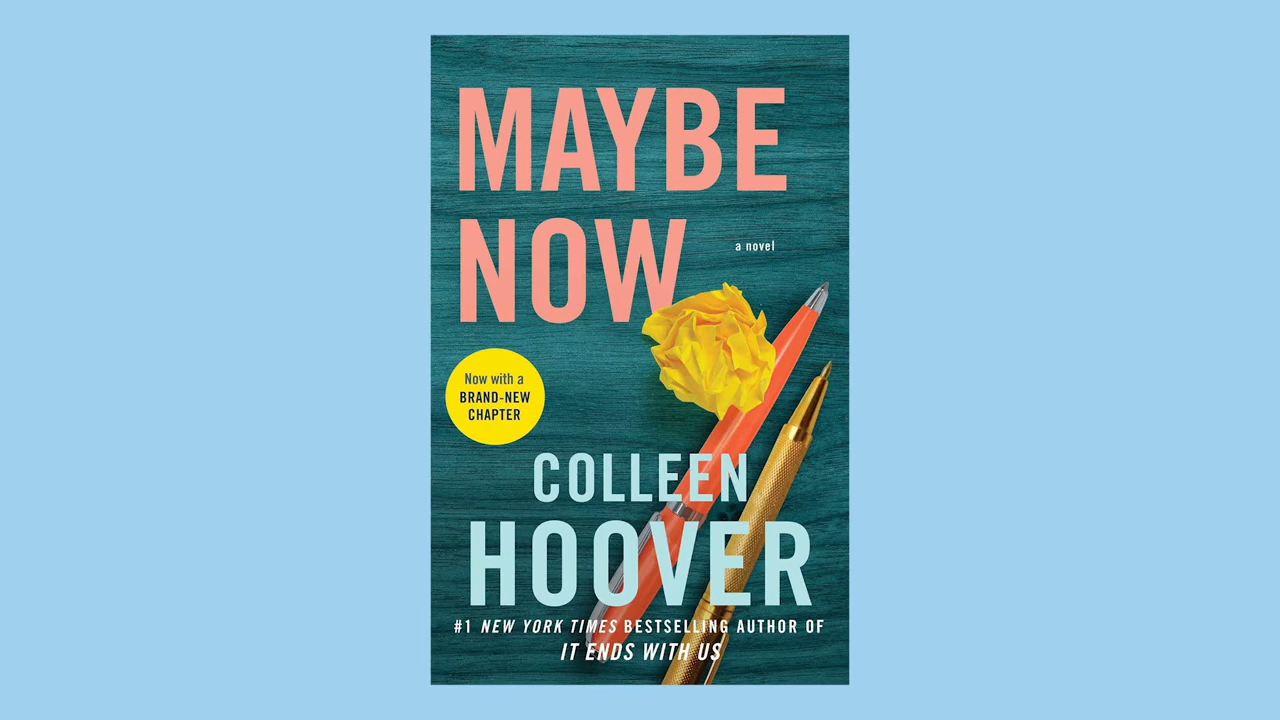 MAYBE
NOW
a novel
Now with a
BRAND-NEW
CHAPTER
COLLEEN
HOOVER
#1 NEW YORK TIMES BESTSELLING AUTHOR OF
IT ENDS WITH US